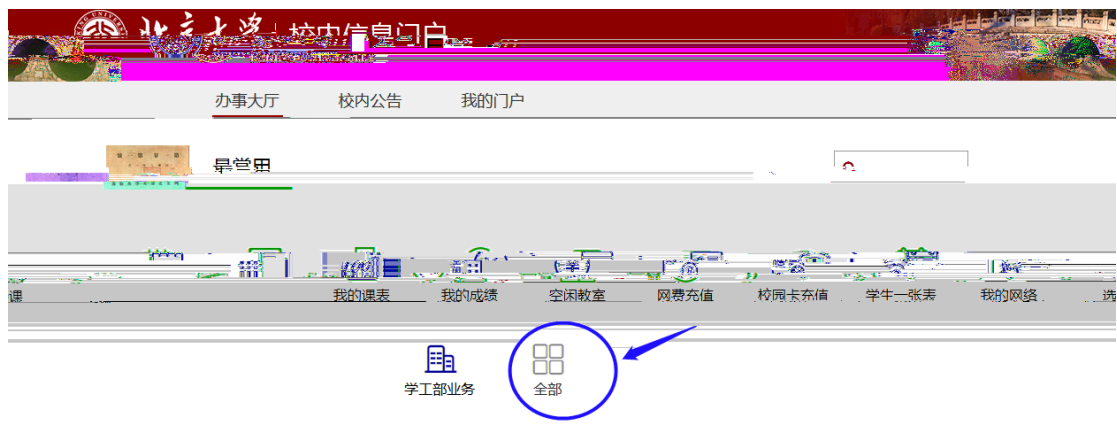 北京大学 校内信息门户
办事大厅 校内公告 我的门户
最常用
课 我的课表 我的成绩 空闲教室 网费充值 校园卡充值 学生一张表 我的网络 选
学工部业务 全部